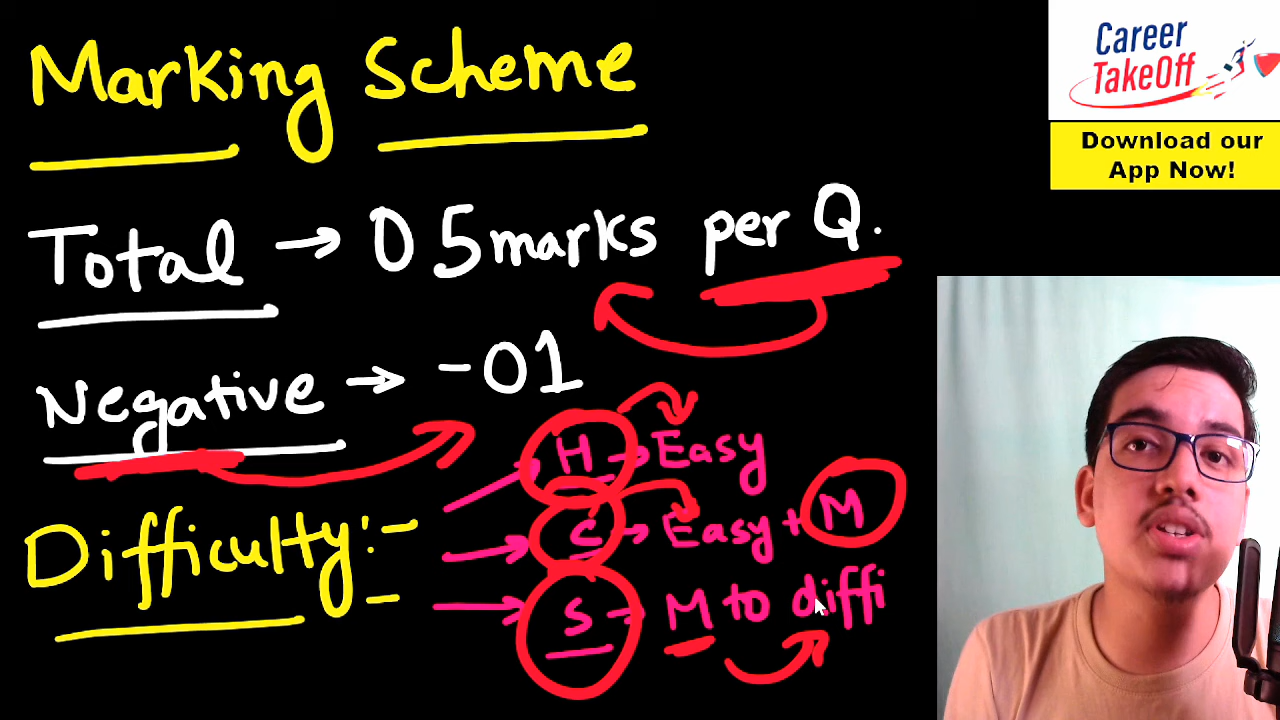 Marking Scheme
Career
TakeOff
Download our
App Now!
Total → 05 marks per Q.
Negative → -01
Difficulty:-
H → Easy
C → Easy + M
S → M to diffi